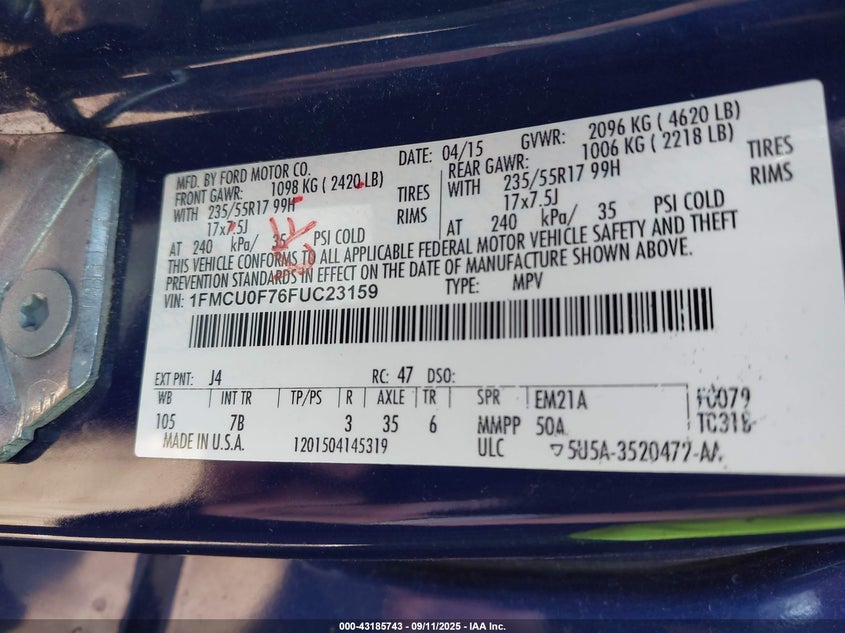 MFD. BY FORD MOTOR CO. DATE: 04/15 GVWR: 2096 KG ( 4620 LB)
FRONT GAWR: 1098 KG ( 2420 LB) REAR GAWR: 1006 KG ( 2218 LB)
WITH 235/55R17 99H TIRES WITH 235/55R17 99H TIRES
17x7.5J RIMS 17x7.5J RIMS
AT 240 kPa/ 35 PSI COLD AT 240 kPa/ 35 PSI COLD
THIS VEHICLE CONFORMS TO ALL APPLICABLE FEDERAL MOTOR VEHICLE SAFETY AND THEFT
PREVENTION STANDARDS IN EFFECT ON THE DATE OF MANUFACTURE SHOWN ABOVE.
VIN: 1FMCU0F76FUC23159 TYPE: MPV
EXT PNT: J4 RC: 47 DSO:
WB INT TR TP/PS R AXLE TR SPR EM21A F0079
105 7B 3 35 6 MMPP 50A TC318
MADE IN U.S.A. 1201504145319 ULC 5U5A-3520472-AA
000-43185743 - 09/11/2025 - IAA Inc.